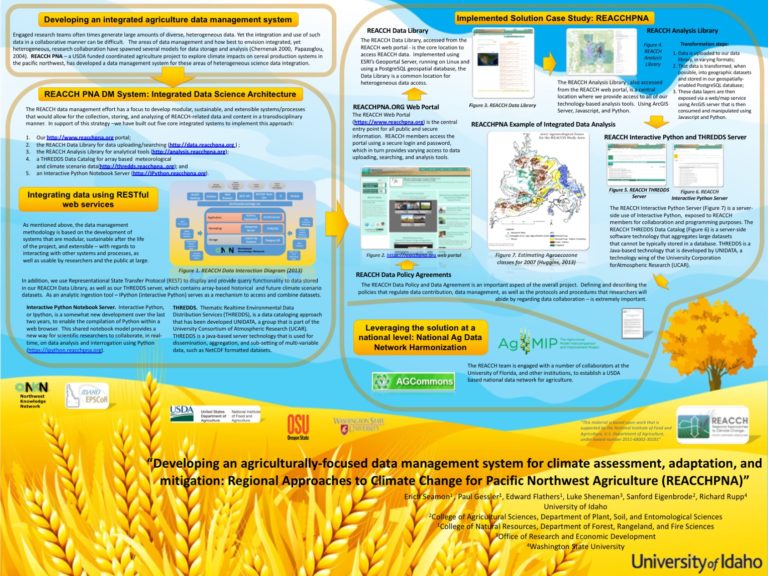 Developing an integrated agriculture data management system
Engaged research teams often times generate large amounts of diverse, heterogeneous data. Yet the integration and use of such
data in a collaborative manner can be difficult. The areas of data management and how best to envision integrated, yet
heterogeneous, research collaboration have spawned several models for data storage and analysis (Chernenak 2000, Papazoglou,
2004). REACCH PNA – a USDA funded coordinated agriculture project to explore climate impacts on cereal production systems in
the pacific northwest, has developed a data management system for these areas of heterogeneous science data integration.
REACCH PNA DM System: Integrated Data Science Architecture
The REACCH data management effort has a focus to develop modular, sustainable, and extensible systems/processes
that would allow for the collection, storing, and analyzing of REACCH-related data and content in a transdisciplinary
manner. In support of this strategy –we have built out five core integrated systems to implement this approach:
1. Our http://www.reacchpna.org portal;
2. the REACCH Data Library for data uploading/searching (http://data.reacchpna.org ) ;
3. the REACCH Analysis Library for analytical tools (http://analysis.reacchpna.org);
4. a THREDDS Data Catalog for array based meteorological
and climate scenario data(http://thredds.reacchpna. org); and
5. an Interactive Python Notebook Server (http://IPython.reacchpna.org).
Integrating data using RESTful
web services
As mentioned above, the data management
methodology is based on the development of
systems that are modular, sustainable after the life
of the project, and extensible – with regards to
interacting with other systems and processes, as
well as usable by researchers and the public at large.
Figure 1. REACCH Data Interaction Diagram (2013)
In addition, we use Representational State Transfer Protocol (REST) to display and provide query functionality to data stored
in our REACCH Data Library, as well as our THREDDS server, which contains array-based historical and future climate scenario
datasets. As an analytic ingestion tool – IPython (interactive Python) serves as a mechanism to access and combine datasets.
Interactive Python Notebook Server. Interactive Python,
or Ipython, is a somewhat new development over the last
two years, to enable the compilation of Python within a
web browser This shared notebook model provides a
new way for scientific researchers to collaborate, in real-
time, on data analysis and interrogation using Python
(https://ipython.reacchpna.org).
THREDDS. Thematic Realtime Environmental Data
Distribution Services (THREDDS), is a data cataloging approach
that has been developed UNIDATA, a group that is part of the
University Consortium of Atmospheric Research (UCAR).
THREDDS is a java-based server technology that is used for
dissemination, aggregation, and sub-setting of multi-variable
data, such as NetCDF formatted datasets.
Implemented Solution Case Study: REACCHPNA
REACCH Data Library
The REACCH Data Library, accessed from the
REACCH web portal - is the core location to
access REACCH data. Implemented using
ESRI's Geoportal Server, running on Linux and
using a PostgreSQL geospatial database, the
Data Library is a common location for
heterogeneous data access.
Figure 3. REACCH Data Library
REACCH Analysis Library
Figure 4.
REACCH
Analysis
Library
Transformation steps:
1. Data is uploaded to our data
library, in varying formats;
2. That data is transformed, when
possible, into geographic datasets
and stored in our geospatially-
enabled PostgreSQL database;
3. These data layers are then
exposed via a web/map service
using ArcGIS server that is then
consumed and manipulated using
Javascript and Python.
The REACCH Analysis Library - also accessed
from the REACCH web portal, is a central
location where we provide access to all of our
technology-based analysis tools. Using ArcGIS
Server, Javascript, and Python.
REACCHPNA.ORG Web Portal
The REACCH Web Portal
(https://www.reacchpna.org) is the central
entry point for all public and secure
information. REACCH members access the
portal using a secure login and password,
which in turn provides varying access to data
uploading, searching, and analysis tools.
Figure 2. https://reacchpna.org web portal
REACCHPNA Example of Integrated Data Analysis
Figure 7. Estimating Agroecozone
classes for 2007 (Huggins, 2013)
REACCH Interactive Python and THREDDS Server
Figure 5. REACCH THREDDS
Server
Figure 6. REACCH
Interactive Python Server
The REACCH Interactive Python Server (Figure 7) is a server-
side use of Interactive Python, exposed to REACCH
members for collaboration and programming purposes. The
REACCH THREDDS Data Catalog (Figure 6) is a server-side
software technology that aggregates large datasets
that cannot be typically stored in a database. THREDDS is a
Java-based technology that is developed by UNIDATA, a
technology wing of the University Corporation
forAtmospheric Research (UCAR).
REACCH Data Policy Agreements
The REACCH Data Policy and Data Agreement is an important aspect of the overall project. Defining and describing the
policies that regulate data contribution, data management, as well as the protocols and procedures that researchers will
abide by regarding data collaboration – is extremely important.
Leveraging the solution at a
national level: National Ag Data
Network Harmonization
AgMIP
The Agricultural
Model Intercomparison
and Improvement Project
AGCommons
The REACCH team is engaged with a number of collaborators at the
University of Florida, and other institutions, to establish a USDA
based national data network for agriculture.
Northwest
Knowledge
Network
IDAHO
EPSCoR
USDA
United States
Department of
Agriculture
National Institute
of Food and
Agriculture
OSU
Oregon State
WASHINGTON STATE
UNIVERSITY
"This material is based upon work that is
supported by the National Institute of Food and
Agriculture, U.S. Department of Agriculture,
under award number 2011-68002-30191"
REACCH
"Developing an agriculturally-focused data management system for climate assessment, adaptation, and
mitigation: Regional Approaches to Climate Change for Pacific Northwest Agriculture (REACCHPNA)"
Erich Seamon1, Paul Gessler1, Edward Flathers1, Luke Sheneman3, Sanford Eigenbrode2, Richard Rupp4
University of Idaho
2College of Agricultural Sciences, Department of Plant, Soil, and Entomological Sciences
1College of Natural Resources, Department of Forest, Rangeland, and Fire Sciences
3Office of Research and Economic Development
4Washington State University
University of Idaho